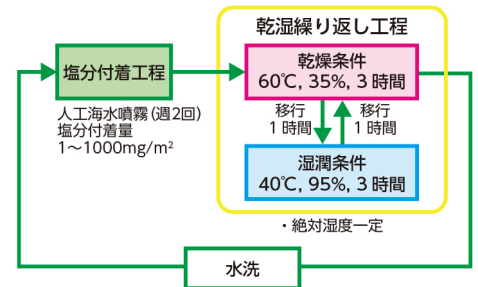 乾湿繰り返し工程
塩分付着工程
人工海水噴霧(週2回)
塩分付着量
1〜1000mg/m²
乾燥条件
60℃, 35%, 3時間
移行
1時間
移行
1時間
湿潤条件
40℃, 95%, 3時間
・絶対湿度一定
水洗